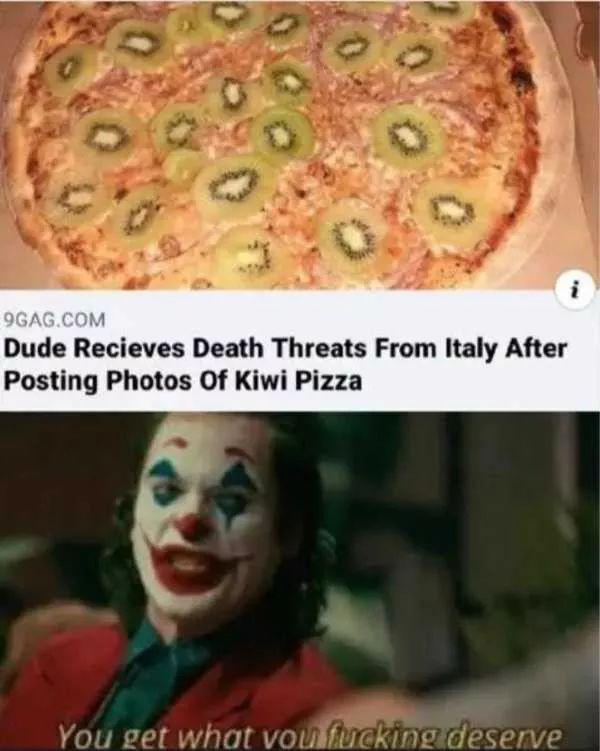 i
9GAG.COM
Dude Recieves Death Threats From Italy After
Posting Photos Of Kiwi Pizza
You get what you fucking deserve